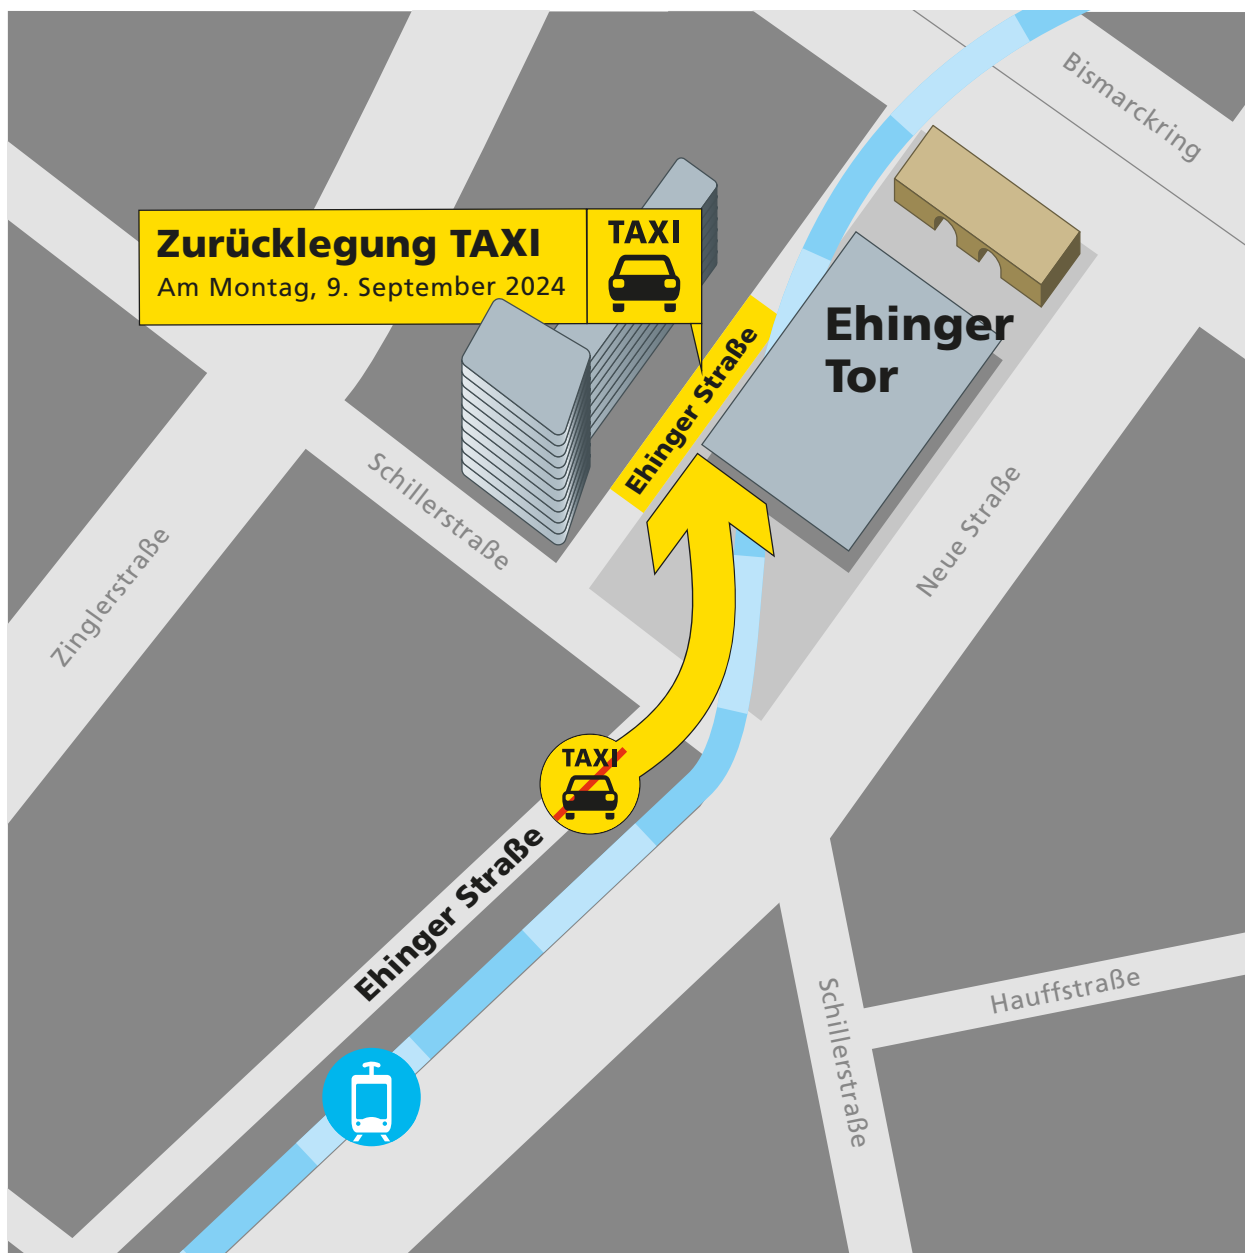 Bismarckring
Zurücklegung TAXI
Am Montag, 9. September 2024
TAXI
Ehinger
Tor
Ehinger Straße
Schillerstraße
Neue Straße
Zinglerstraße
TAXI
Ehinger Straße
Schillerstraße
Hauffstraße